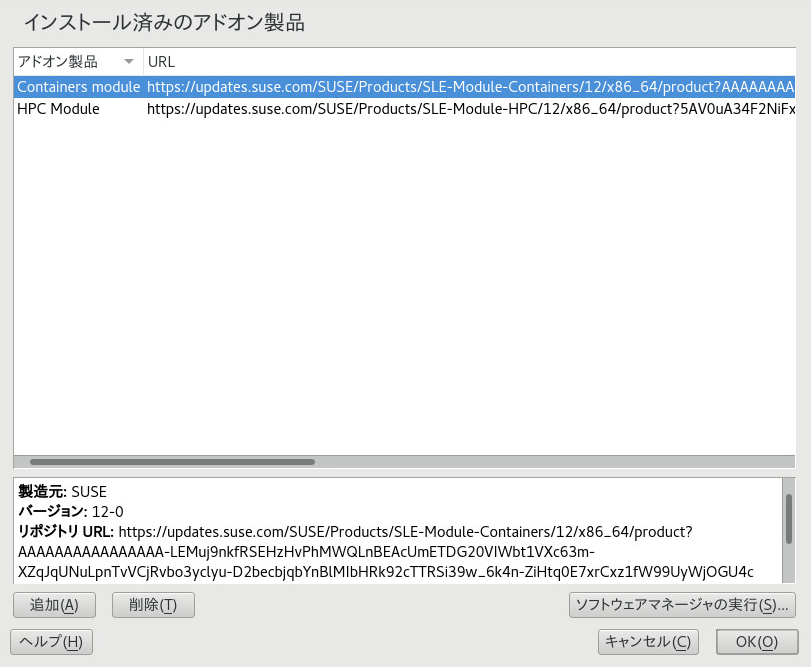 インストール済みのアドオン製品
アドオン製品 URL
Containers module https://updates.suse.com/SUSE/Products/SLE-Module-Containers/12/x86_64/product?AAAAAAAA
HPC Module https://updates.suse.com/SUSE/Products/SLE-Module-HPC/12/x86_64/product?5AV0uA34F2NiFx
製造元: SUSE
バージョン: 12-0
リポジトリ URL: https://updates.suse.com/SUSE/Products/SLE-Module-Containers/12/x86_64/product?
AAAAAAAAAAAAAAAA-LEMuj9nkfRSEHzHvPhMWQLnBEAcUmETDG20VIWbt1VXc63m-
XZqJqUNuLpnTvVCjRvbo3yclyu-D2becbjqbYnBlMIbHRk92cTTRSi39w_6k4n-ZiHtq0E7xrCxz1fW99UyWjOGU4c
追加(A) 削除(T) ソフトウェアマネージャの実行(S)...
ヘルプ(H) キャンセル(C) OK(O)